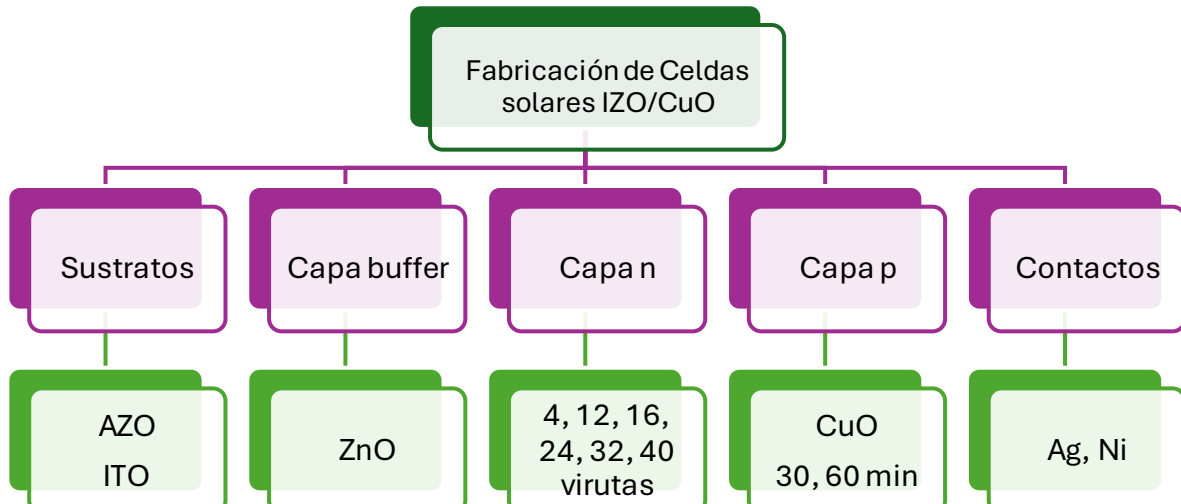 Fabricación de Celdas
solares IZO/CuO
Sustratos
Capa buffer
Capa n
Capa p
Contactos
AZO
ITO
ZnO
4, 12, 16,
24, 32, 40
virutas
CuO
30, 60 min
Ag, Ni